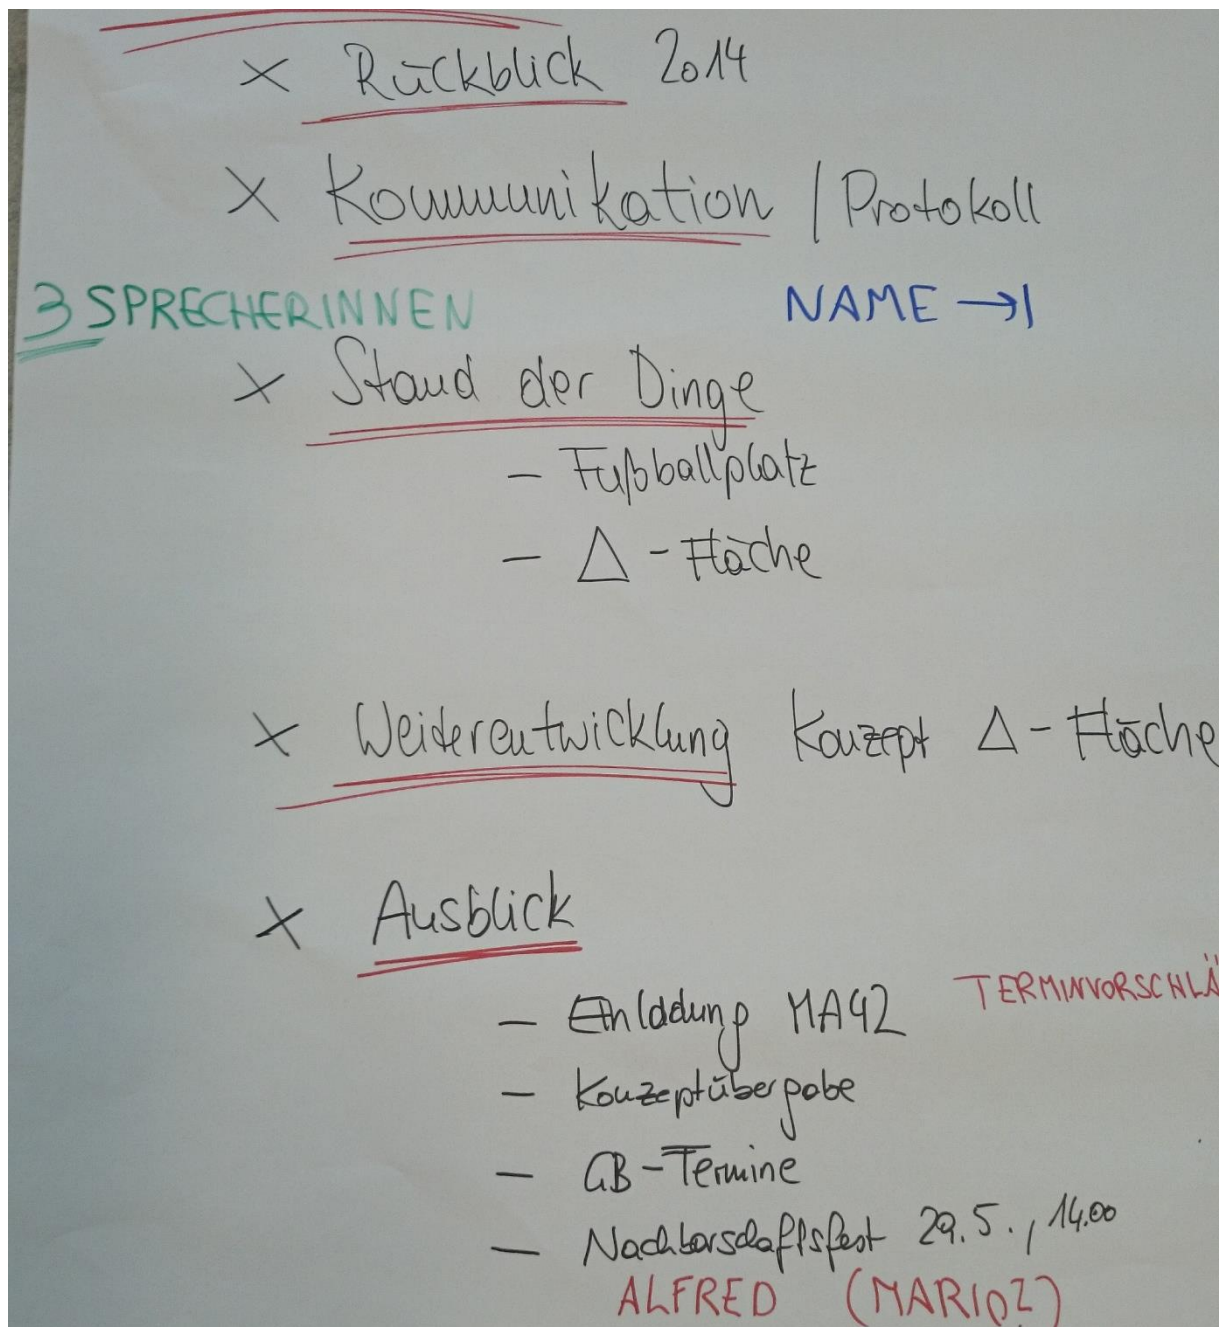 x Rückblick 2014
x Kommunikation / Protokoll
3 SPRECHERINNEN NAME →|
x Stand der Dinge
– Fußballplatz
– Δ - Fläche
x Weiterentwicklung Konzept Δ - Fläche
x Ausblick
– Einladung MA42 TERMINVORSCHLÄ
– Konzeptübergabe
– GB-Termine
– Nachbarschaftsfest 29.5., 14.00
ALFRED (MARIO?)